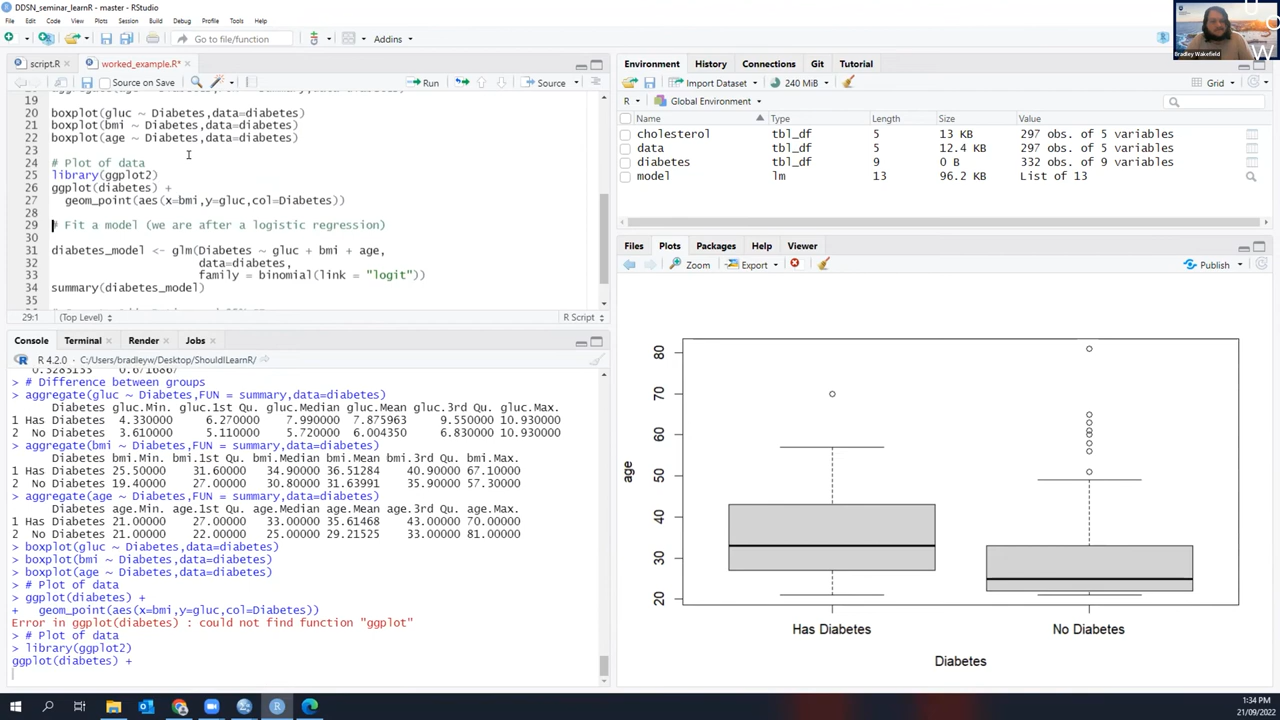 DDSN_seminar_learnR - master - RStudio
File Edit Code View Plots Session Build Debug Profile Tools Help
Go to file/function Addins
script.R worked_example.R*
Source on Save Run Source
19
20 boxplot(gluc ~ Diabetes,data=diabetes)
21 boxplot(bmi ~ Diabetes,data=diabetes)
22 boxplot(age ~ Diabetes,data=diabetes)
23
24 # Plot of data
25 library(ggplot2)
26 ggplot(diabetes) +
27 geom_point(aes(x=bmi,y=gluc,col=Diabetes))
28
29 # Fit a model (we are after a logistic regression)
30
31 diabetes_model <- glm(Diabetes ~ gluc + bmi + age,
32 data=diabetes,
33 family = binomial(link = "logit"))
34 summary(diabetes_model)
35
29:1 (Top Level) R Script
Console Terminal Render Jobs
R 4.2.0 · C:/Users/bradleyw/Desktop/ShouldILearnR/
> # Difference between groups
> aggregate(gluc ~ Diabetes,FUN = summary,data=diabetes)
Diabetes gluc.Min. gluc.1st Qu. gluc.Median gluc.Mean gluc.3rd Qu. gluc.Max.
1 Has Diabetes 4.330000 6.270000 7.990000 7.875963 9.550000 10.930000
2 No Diabetes 3.610000 5.110000 5.720000 6.004350 6.830000 10.930000
> aggregate(bmi ~ Diabetes,FUN = summary,data=diabetes)
Diabetes bmi.Min. bmi.1st Qu. bmi.Median bmi.Mean bmi.3rd Qu. bmi.Max.
1 Has Diabetes 25.50000 31.60000 34.90000 36.51284 40.90000 67.10000
2 No Diabetes 19.40000 27.00000 30.80000 31.63991 35.90000 57.30000
> aggregate(age ~ Diabetes,FUN = summary,data=diabetes)
Diabetes age.Min. age.1st Qu. age.Median age.Mean age.3rd Qu. age.Max.
1 Has Diabetes 21.00000 27.00000 33.00000 35.61468 43.00000 70.00000
2 No Diabetes 21.00000 22.00000 25.00000 29.21525 33.00000 81.00000
> boxplot(gluc ~ Diabetes,data=diabetes)
> boxplot(bmi ~ Diabetes,data=diabetes)
> boxplot(age ~ Diabetes,data=diabetes)
> # Plot of data
> ggplot(diabetes) +
+ geom_point(aes(x=bmi,y=gluc,col=Diabetes))
Error in ggplot(diabetes) : could not find function "ggplot"
> # Plot of data
> library(ggplot2)
ggplot(diabetes) +
Environment History Connections Git Tutorial
Import Dataset 240 MiB Grid
R Global Environment
Name Type Length Size Value
cholesterol tbl_df 5 13 KB 297 obs. of 5 variables
data tbl_df 5 12.4 KB 297 obs. of 5 variables
diabetes tbl_df 9 0 B 332 obs. of 9 variables
model lm 13 96.2 KB List of 13
Files Plots Packages Help Viewer
Zoom Export Publish
80
70
60
50
40
30
20
age
Has Diabetes No Diabetes
Diabetes
Bradley Wakefield
1:34 PM
21/09/2022